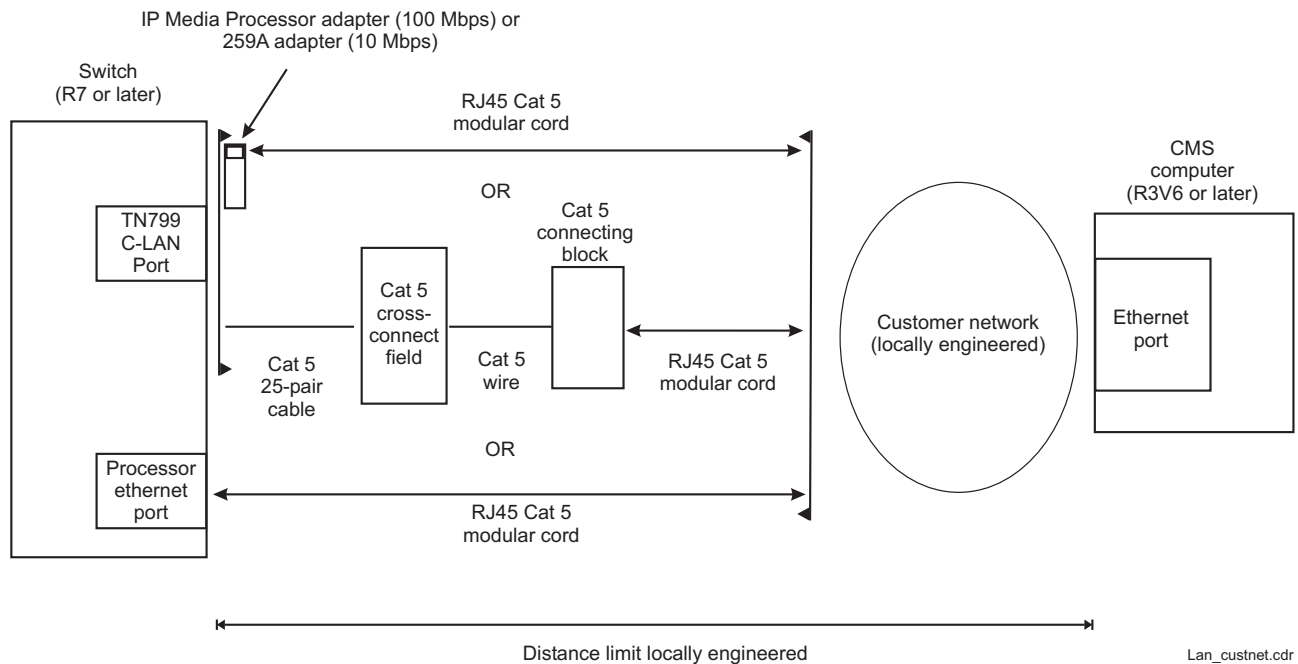 IP Media Processor adapter (100 Mbps) or
259A adapter (10 Mbps)
Switch
(R7 or later)
RJ45 Cat 5
modular cord
CMS
computer
(R3V6 or later)
OR
TN799
C-LAN
Port
Cat 5
connecting
block
Cat 5
cross-
connect
field
Customer network
(locally engineered)
Ethernet
port
Cat 5
25-pair
cable
Cat 5
wire
RJ45 Cat 5
modular cord
OR
Processor
ethernet
port
RJ45 Cat 5
modular cord
Distance limit locally engineered
Lan_custnet.cdr